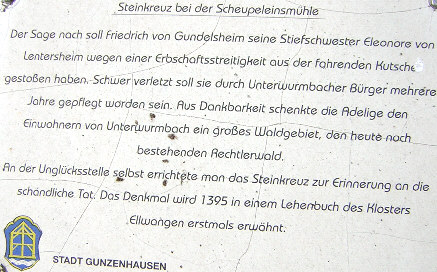 Steinkreuz bei der Scheupeleinsmühle
Der Sage nach soll Friedrich von Gundelsheim seine Stiefschwester Eleonore von
Lentersheim wegen einer Erbschaftsstreitigkeit aus der fahrenden Kutsche
gestoßen haben. Schwer verletzt soll sie durch Unterwurmbacher Bürger mehrere
Jahre gepflegt worden sein. Aus Dankbarkeit schenkte die Adelige den
Einwohnern von Unterwurmbach ein großes Waldgebiet, den heute noch
bestehenden Rechtlerwald.
An der Unglücksstelle selbst errichtete man das Steinkreuz zur Erinnerung an die
schändliche Tat. Das Denkmal wird 1395 in einem Lehenbuch des Klosters
Ellwangen erstmals erwähnt.
STADT GUNZENHAUSEN